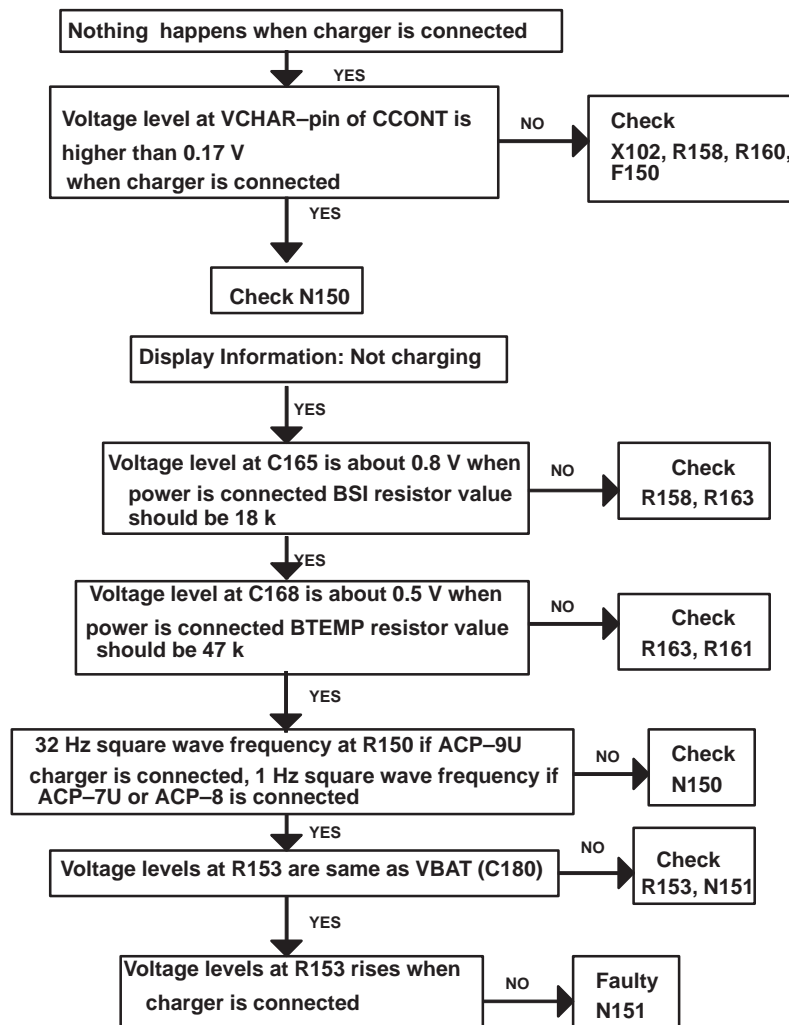 Nothing happens when charger is connected
YES
Voltage level at VCHAR–pin of CCONT is
higher than 0.17 V
when charger is connected
NO
Check
X102, R158, R160,
F150
YES
Check N150
Display Information: Not charging
YES
Voltage level at C165 is about 0.8 V when
power is connected BSI resistor value
should be 18 k
NO
Check
R158, R163
YES
Voltage level at C168 is about 0.5 V when
power is connected BTEMP resistor value
should be 47 k
NO
Check
R163, R161
YES
32 Hz square wave frequency at R150 if ACP–9U
charger is connected, 1 Hz square wave frequency if
ACP–7U or ACP–8 is connected
NO
Check
N150
YES
Voltage levels at R153 are same as VBAT (C180)
NO
Check
R153, N151
YES
Voltage levels at R153 rises when
charger is connected
NO
Faulty
N151